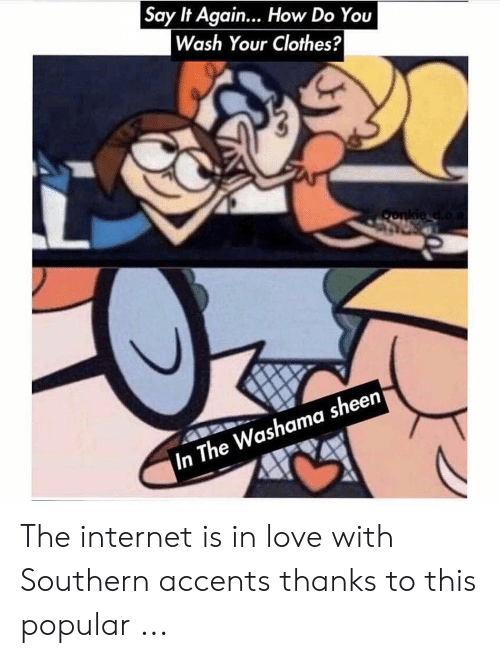 Say It Again... How Do You
Wash Your Clothes?
In The Washama sheen
The internet is in love with
Southern accents thanks to this
popular ...